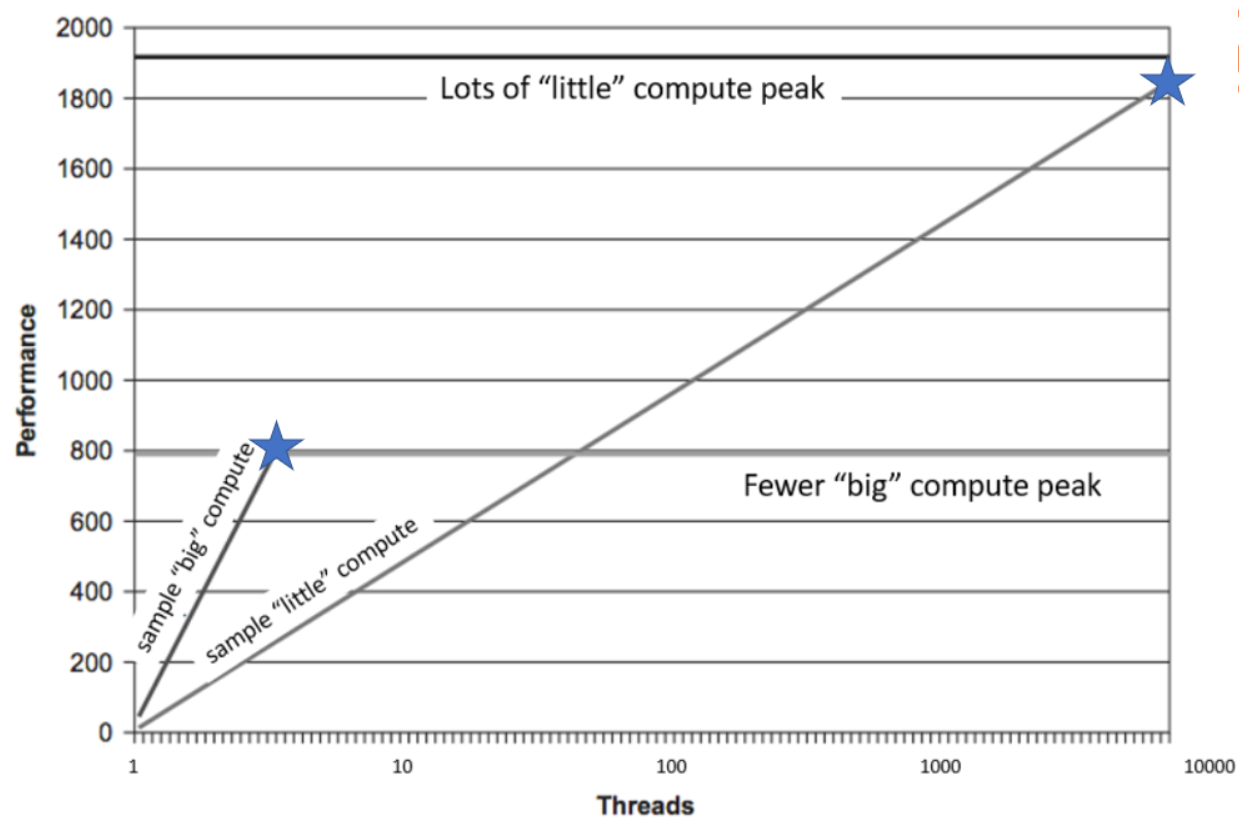 2000
1800
1600
1400
1200
1000
800
600
400
200
0
Performance
Lots of “little” compute peak
Fewer “big” compute peak
sample “big” compute
sample “little” compute
1 10 100 1000 10000
Threads